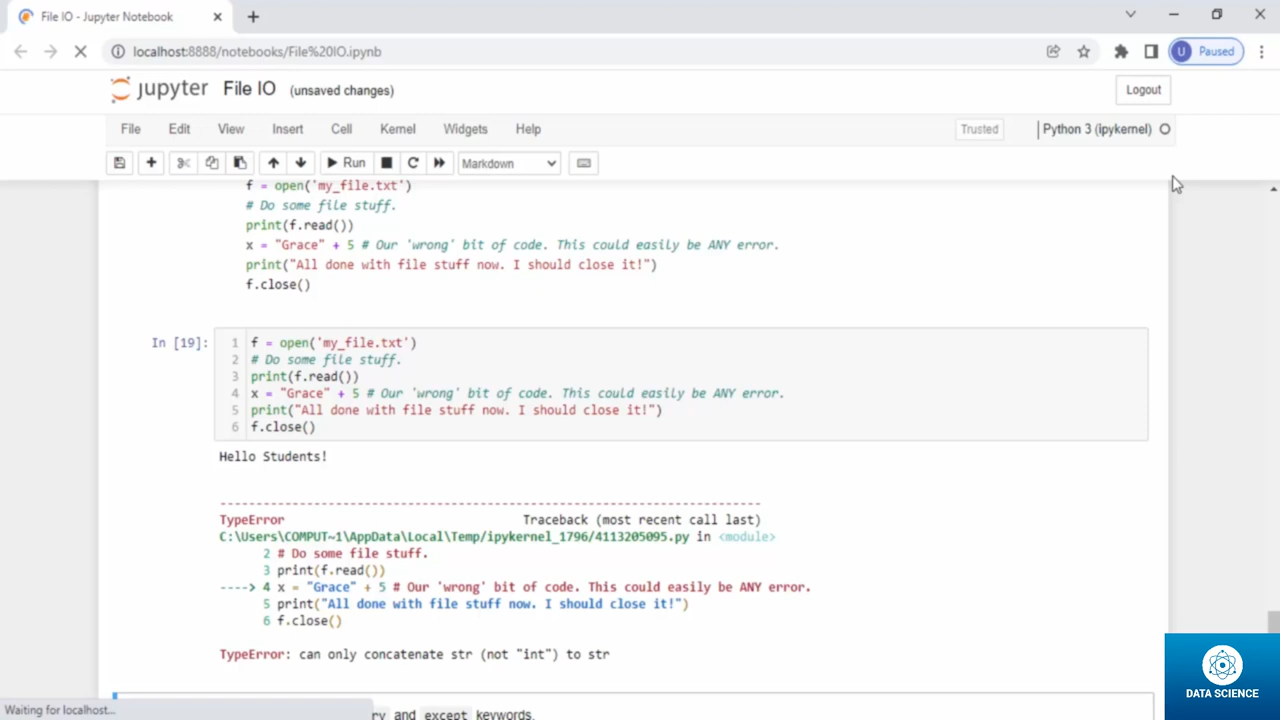 File IO - Jupyter Notebook
localhost:8888/notebooks/File%20IO.ipynb
U Paused
jupyter File IO (unsaved changes)
Logout
File Edit View Insert Cell Kernel Widgets Help
Trusted
Python 3 (ipykernel)
Run
Markdown
f = open('my_file.txt')
# Do some file stuff.
print(f.read())
x = "Grace" + 5 # Our 'wrong' bit of code. This could easily be ANY error.
print("All done with file stuff now. I should close it!")
f.close()
In [19]:
1 f = open('my_file.txt')
2 # Do some file stuff.
3 print(f.read())
4 x = "Grace" + 5 # Our 'wrong' bit of code. This could easily be ANY error.
5 print("All done with file stuff now. I should close it!")
6 f.close()
Hello Students!
---------------------------------------------------------------------------
TypeError Traceback (most recent call last)
C:\Users\COMPUT~1\AppData\Local\Temp/ipykernel_1796/4113205095.py in <module>
2 # Do some file stuff.
3 print(f.read())
----> 4 x = "Grace" + 5 # Our 'wrong' bit of code. This could easily be ANY error.
5 print("All done with file stuff now. I should close it!")
6 f.close()
TypeError: can only concatenate str (not "int") to str
and except keywords.
Waiting for localhost...
DATA SCIENCE